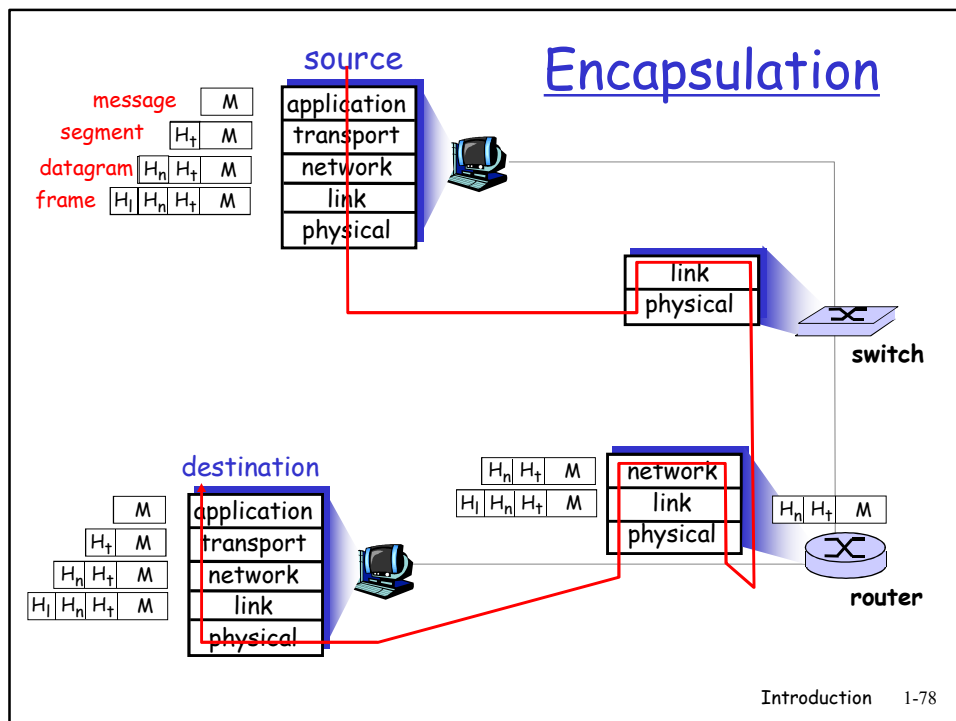 Encapsulation
source
message M
segment Ht M
datagram Hn Ht M
frame Hl Hn Ht M
application
transport
network
link
physical
link
physical
switch
destination
M
Ht M
Hn Ht M
Hl Hn Ht M
application
transport
network
link
physical
Hn Ht M
Hl Hn Ht M
network
link
physical
Hn Ht M
router
Introduction 1-78